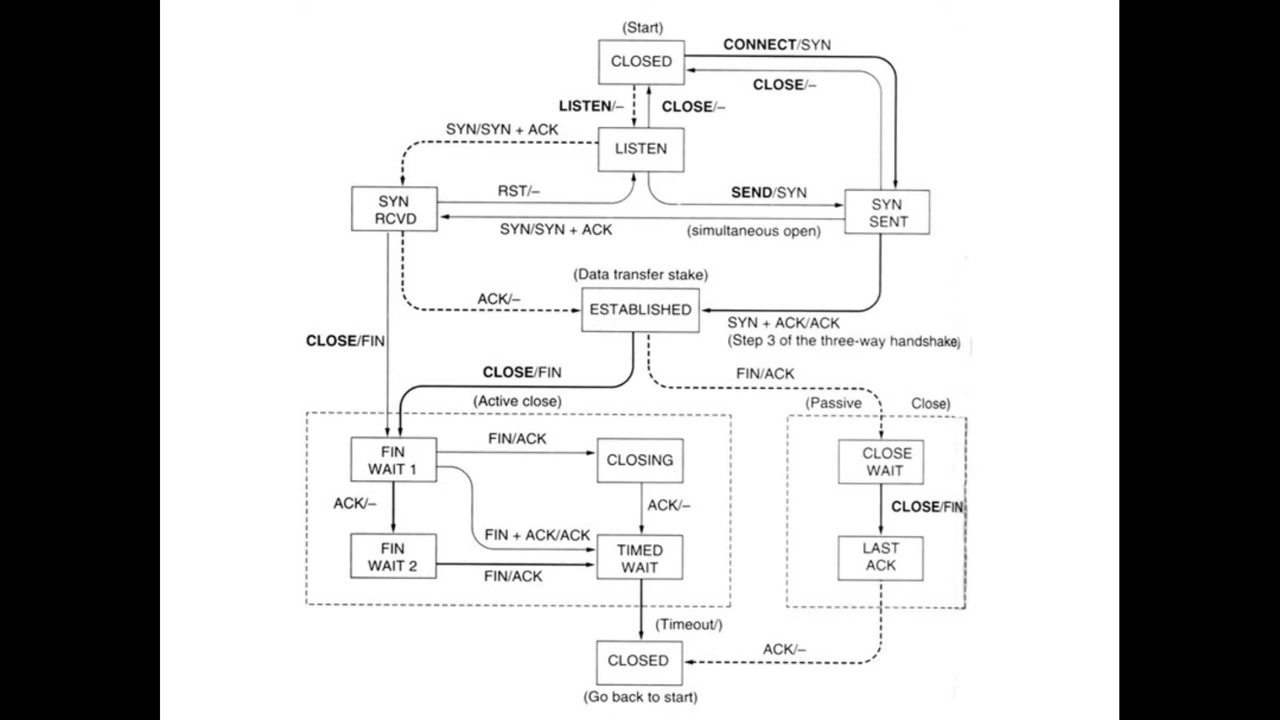 (Start)
CLOSED
CONNECT/SYN
CLOSE/–
LISTEN/–
CLOSE/–
SYN/SYN + ACK
LISTEN
RST/–
SEND/SYN
SYN
RCVD
SYN
SENT
SYN/SYN + ACK
(simultaneous open)
(Data transfer stake)
ACK/–
ESTABLISHED
SYN + ACK/ACK
(Step 3 of the three-way handshake)
CLOSE/FIN
CLOSE/FIN
FIN/ACK
(Active close)
(Passive Close)
FIN
WAIT 1
FIN/ACK
CLOSING
CLOSE
WAIT
ACK/–
ACK/–
CLOSE/FIN
FIN + ACK/ACK
FIN
WAIT 2
TIMED
WAIT
LAST
ACK
FIN/ACK
(Timeout/)
CLOSED
ACK/–
(Go back to start)